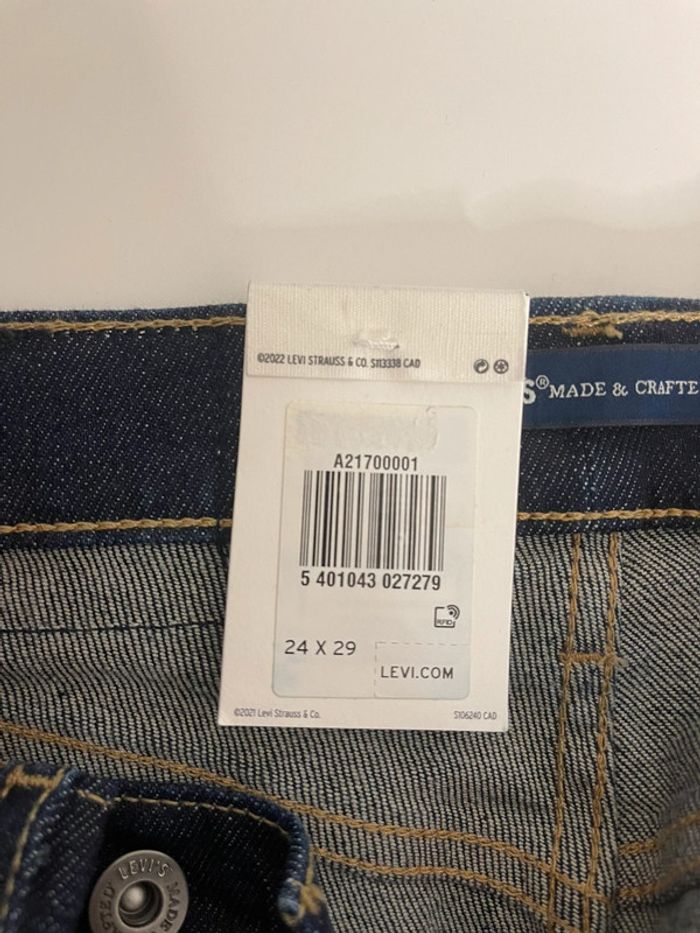 ©2022 LEVI STRAUSS & CO. S113338 CAD
S® MADE & CRAFTE
A21700001
5 401043 027279
RFID
24 X 29
LEVI.COM
©2021 Levi Strauss & Co.
S106240 CAD
LEVI'S MADE